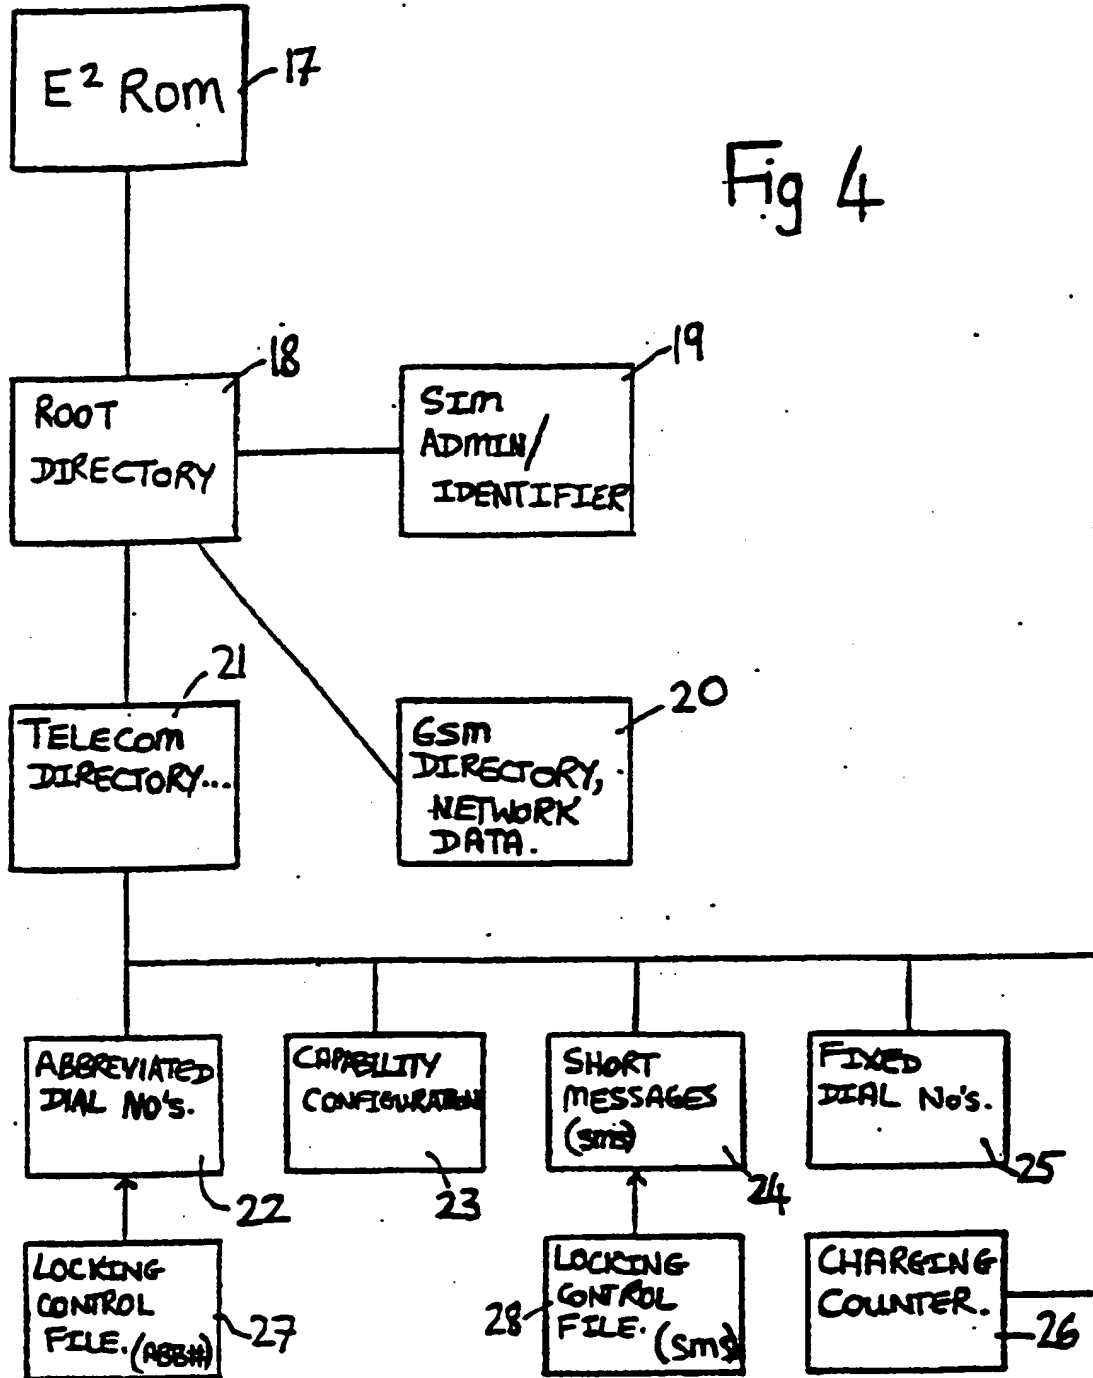 E² Rom
17
Fig 4
18
19
ROOT
DIRECTORY
SIM
ADMIN/
IDENTIFIER
21
20
TELECOM
DIRECTORY...
GSM
DIRECTORY,
NETWORK
DATA.
ABBREVIATED
DIAL NO'S.
22
CAPABILITY
CONFIGURATION
23
SHORT
MESSAGES
(SMS)
24
FIXED
DIAL No's.
25
LOCKING
CONTROL
FILE. (ABB#)
27
28
LOCKING
CONTROL
FILE. (SMS)
CHARGING
COUNTER.
26